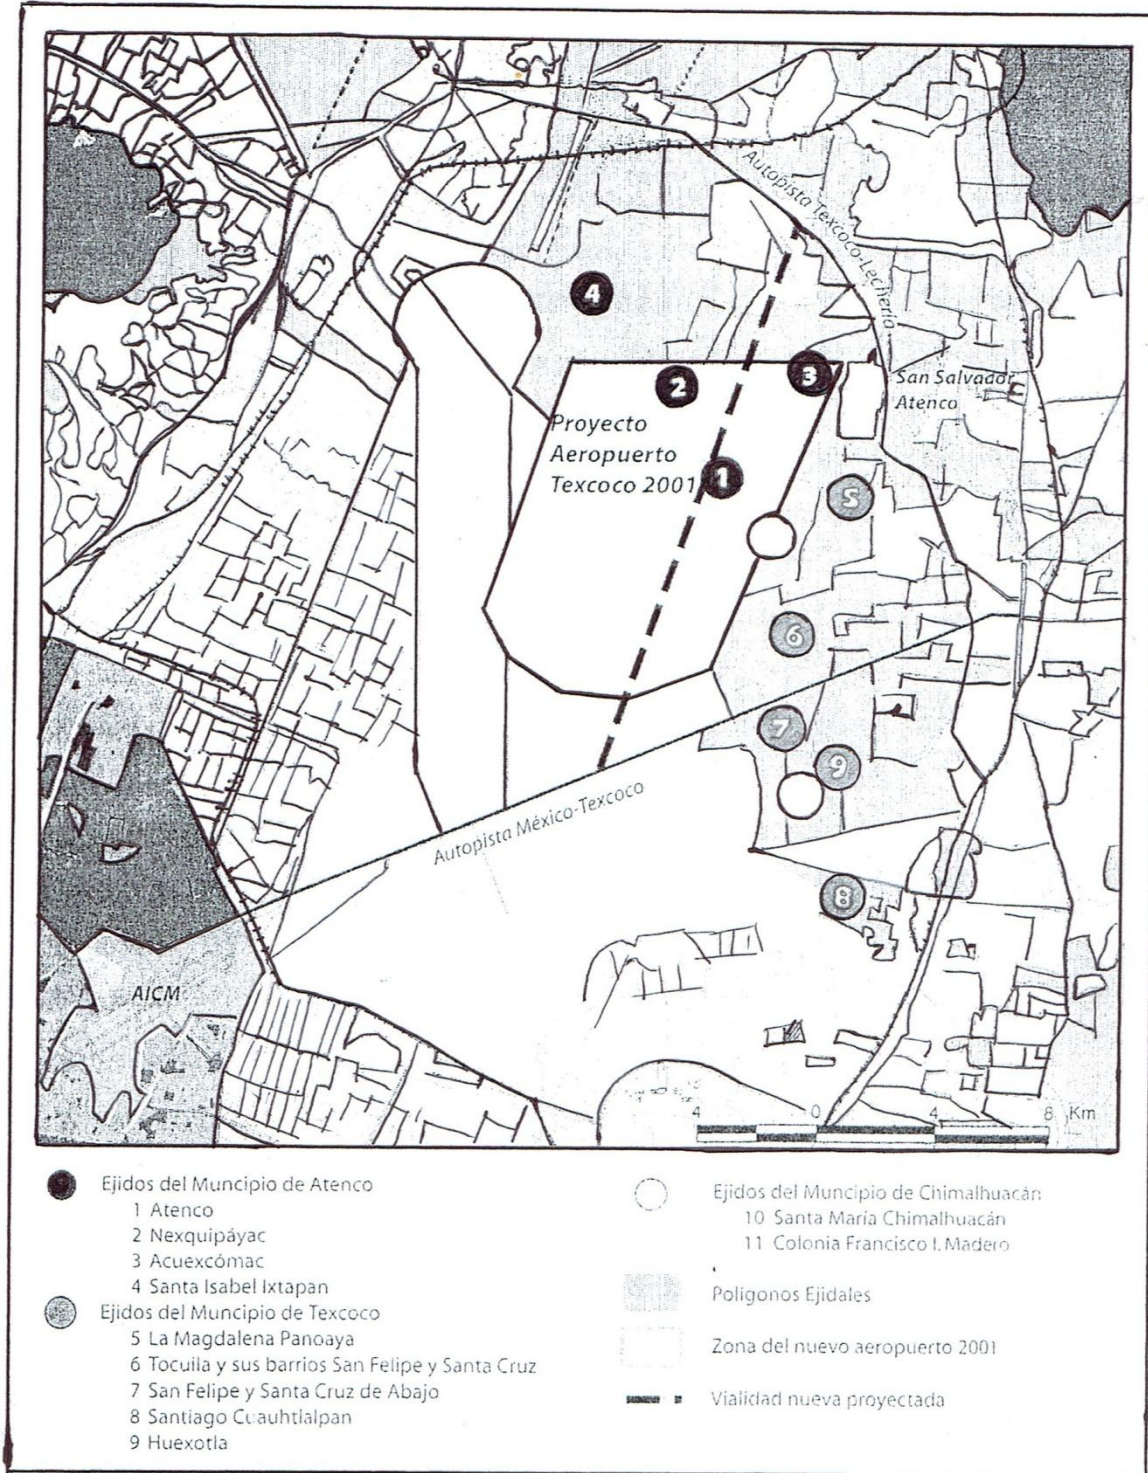 Autopista Texcoco-Lechería
4
3
2
San Salvador
Atenco
Proyecto
Aeropuerto
Texcoco 2001
1
5
6
7
9
Autopista México-Texcoco
8
AICM
4 0 4 8 Km
Ejidos del Muncipio de Atenco
1 Atenco
2 Nexquipáyac
3 Acuexcómac
4 Santa Isabel Ixtapan
Ejidos del Muncipio de Texcoco
5 La Magdalena Panoaya
6 Tocuila y sus barrios San Felipe y Santa Cruz
7 San Felipe y Santa Cruz de Abajo
8 Santiago Cuauhtlalpan
9 Huexotla
Ejidos del Muncipio de Chimalhuacán
10 Santa María Chimalhuacán
11 Colonia Francisco I. Madero
Poligonos Ejidales
Zona del nuevo aeropuerto 2001
Vialidad nueva proyectada